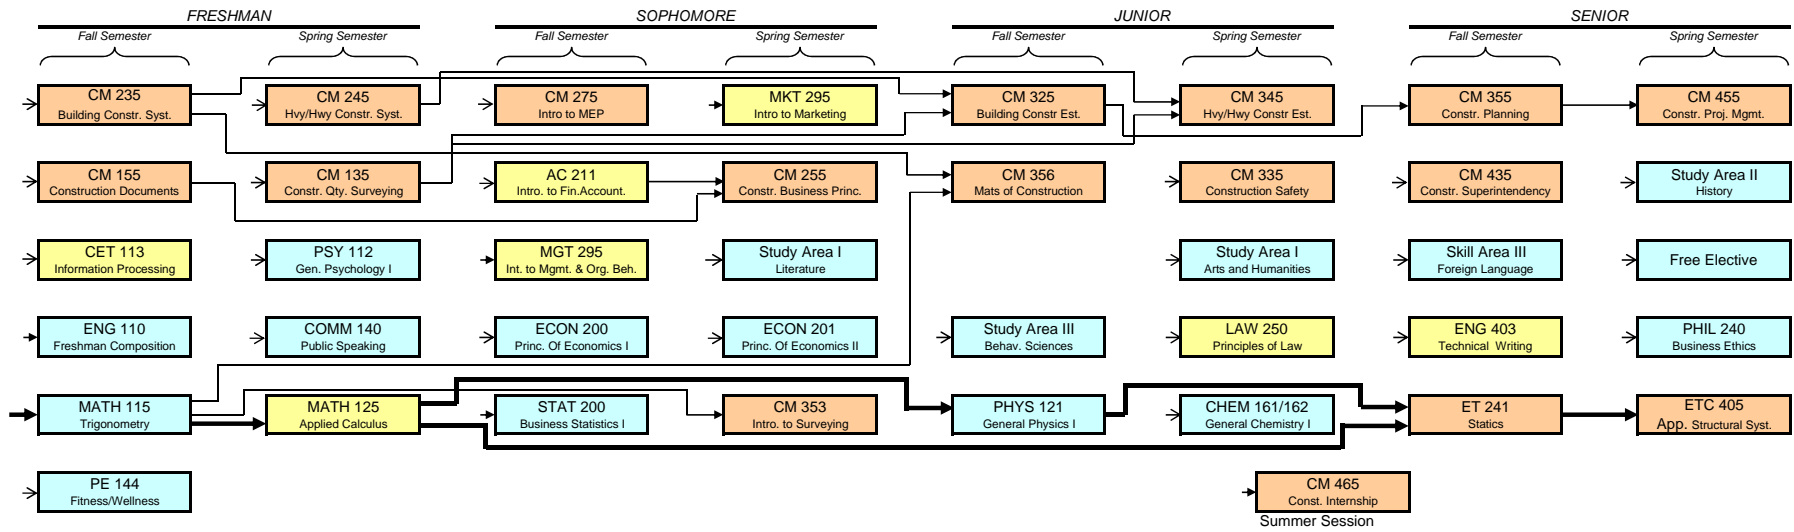 FRESHMAN
SOPHOMORE
JUNIOR
SENIOR
Fall Semester
Spring Semester
Fall Semester
Spring Semester
Fall Semester
Spring Semester
Fall Semester
Spring Semester
CM 235
Building Constr. Syst.
CM 245
Hvy/Hwy Constr. Syst.
CM 275
Intro to MEP
MKT 295
Intro to Marketing
CM 325
Building Constr Est.
CM 345
Hvy/Hwy Constr Est.
CM 355
Constr. Planning
CM 455
Constr. Proj. Mgmt.
CM 155
Construction Documents
CM 135
Constr. Qty. Surveying
AC 211
Intro. to Fin.Account.
CM 255
Constr. Business Princ.
CM 356
Mats of Construction
CM 335
Construction Safety
CM 435
Constr. Superintendency
Study Area II
History
CET 113
Information Processing
PSY 112
Gen. Psychology I
MGT 295
Int. to Mgmt. & Org. Beh.
Study Area I
Literature
Study Area I
Arts and Humanities
Skill Area III
Foreign Language
Free Elective
ENG 110
Freshman Composition
COMM 140
Public Speaking
ECON 200
Princ. Of Economics I
ECON 201
Princ. Of Economics II
Study Area III
Behav. Sciences
LAW 250
Principles of Law
ENG 403
Technical Writing
PHIL 240
Business Ethics
MATH 115
Trigonometry
MATH 125
Applied Calculus
STAT 200
Business Statistics I
CM 353
Intro. to Surveying
PHYS 121
General Physics I
CHEM 161/162
General Chemistry I
ET 241
Statics
ETC 405
App. Structural Syst.
PE 144
Fitness/Wellness
CM 465
Const. Internship
Summer Session